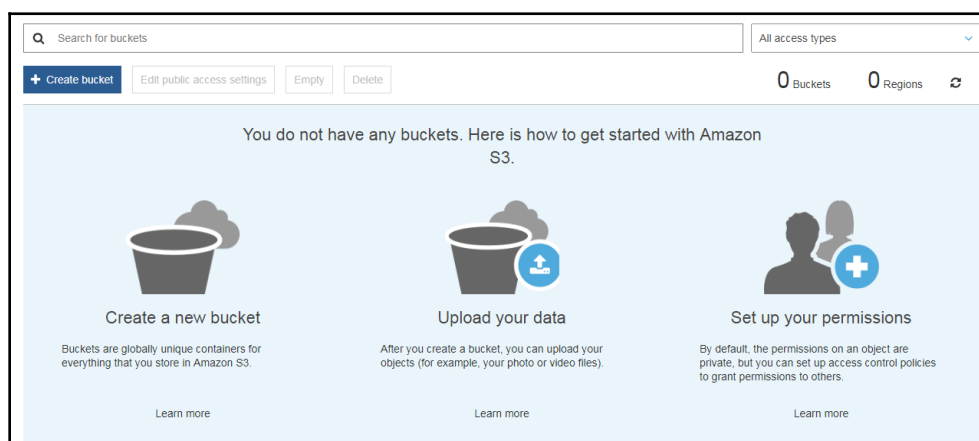 Search for buckets
All access types
+ Create bucket
Edit public access settings
Empty
Delete
0 Buckets
0 Regions
You do not have any buckets. Here is how to get started with Amazon
S3.
Create a new bucket
Buckets are globally unique containers for
everything that you store in Amazon S3.
Learn more
Upload your data
After you create a bucket, you can upload your
objects (for example, your photo or video files).
Learn more
Set up your permissions
By default, the permissions on an object are
private, but you can set up access control policies
to grant permissions to others.
Learn more